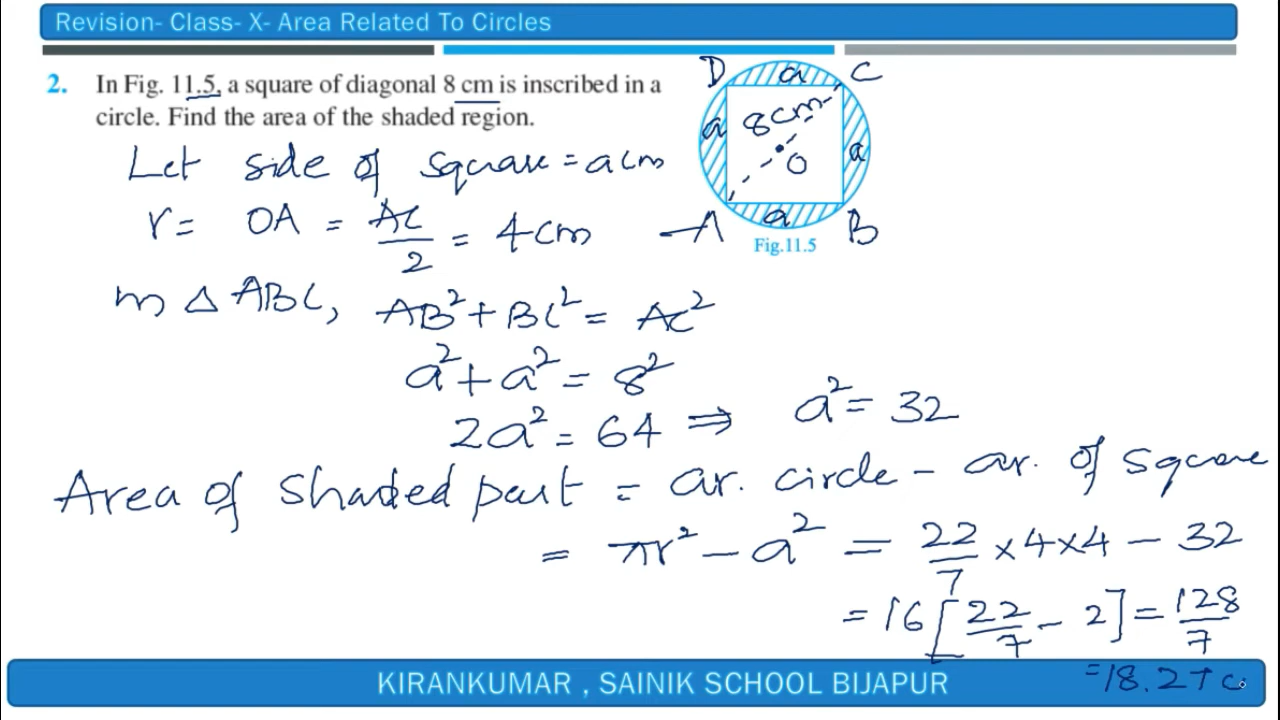 Revision- Class- X- Area Related To Circles
2. In Fig. 11.5, a square of diagonal 8 cm is inscribed in a
circle. Find the area of the shaded region.
D a C
a 8cm a
O
A a B
Fig.11.5
Let side of square = a cm
r = OA = AC/2 = 4cm
In △ ABC, AB² + BC² = AC²
a² + a² = 8²
2a² = 64 ⇒ a² = 32
Area of shaded part = ar. circle – ar. of square
= πr² – a² = 22/7 × 4 × 4 – 32
= 16 [22/7 – 2] = 128/7
= 18.27 c
KIRANKUMAR , SAINIK SCHOOL BIJAPUR